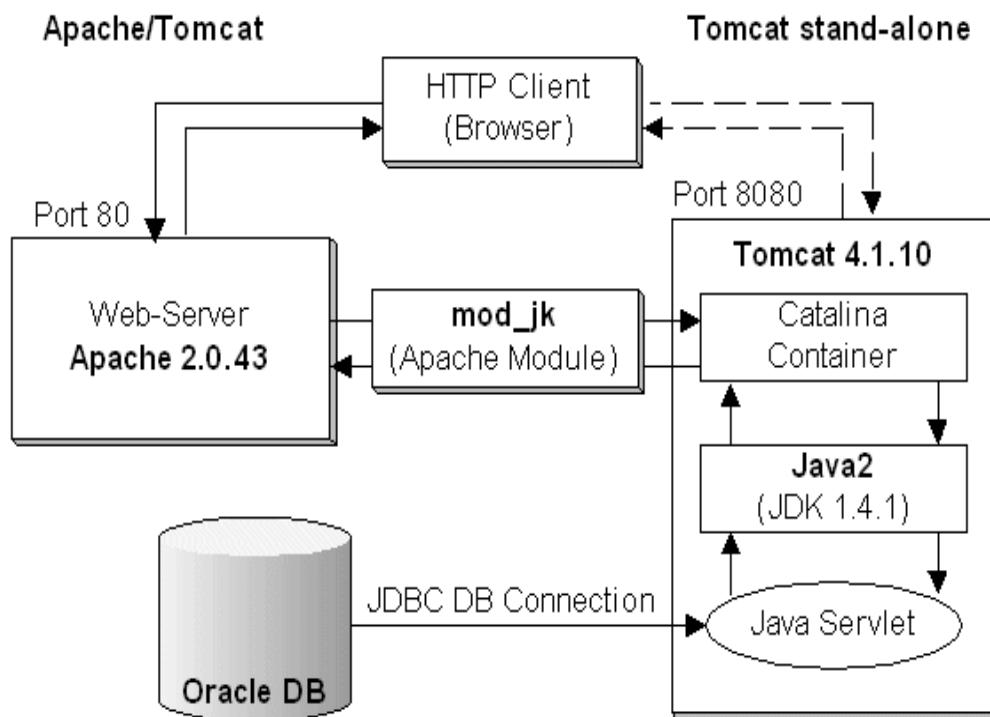 Apache/Tomcat
Tomcat stand-alone
HTTP Client
(Browser)
Port 80
Port 8080
Web-Server
Apache 2.0.43
mod_jk
(Apache Module)
Tomcat 4.1.10
Catalina
Container
Java2
(JDK 1.4.1)
JDBC DB Connection
Java Servlet
Oracle DB